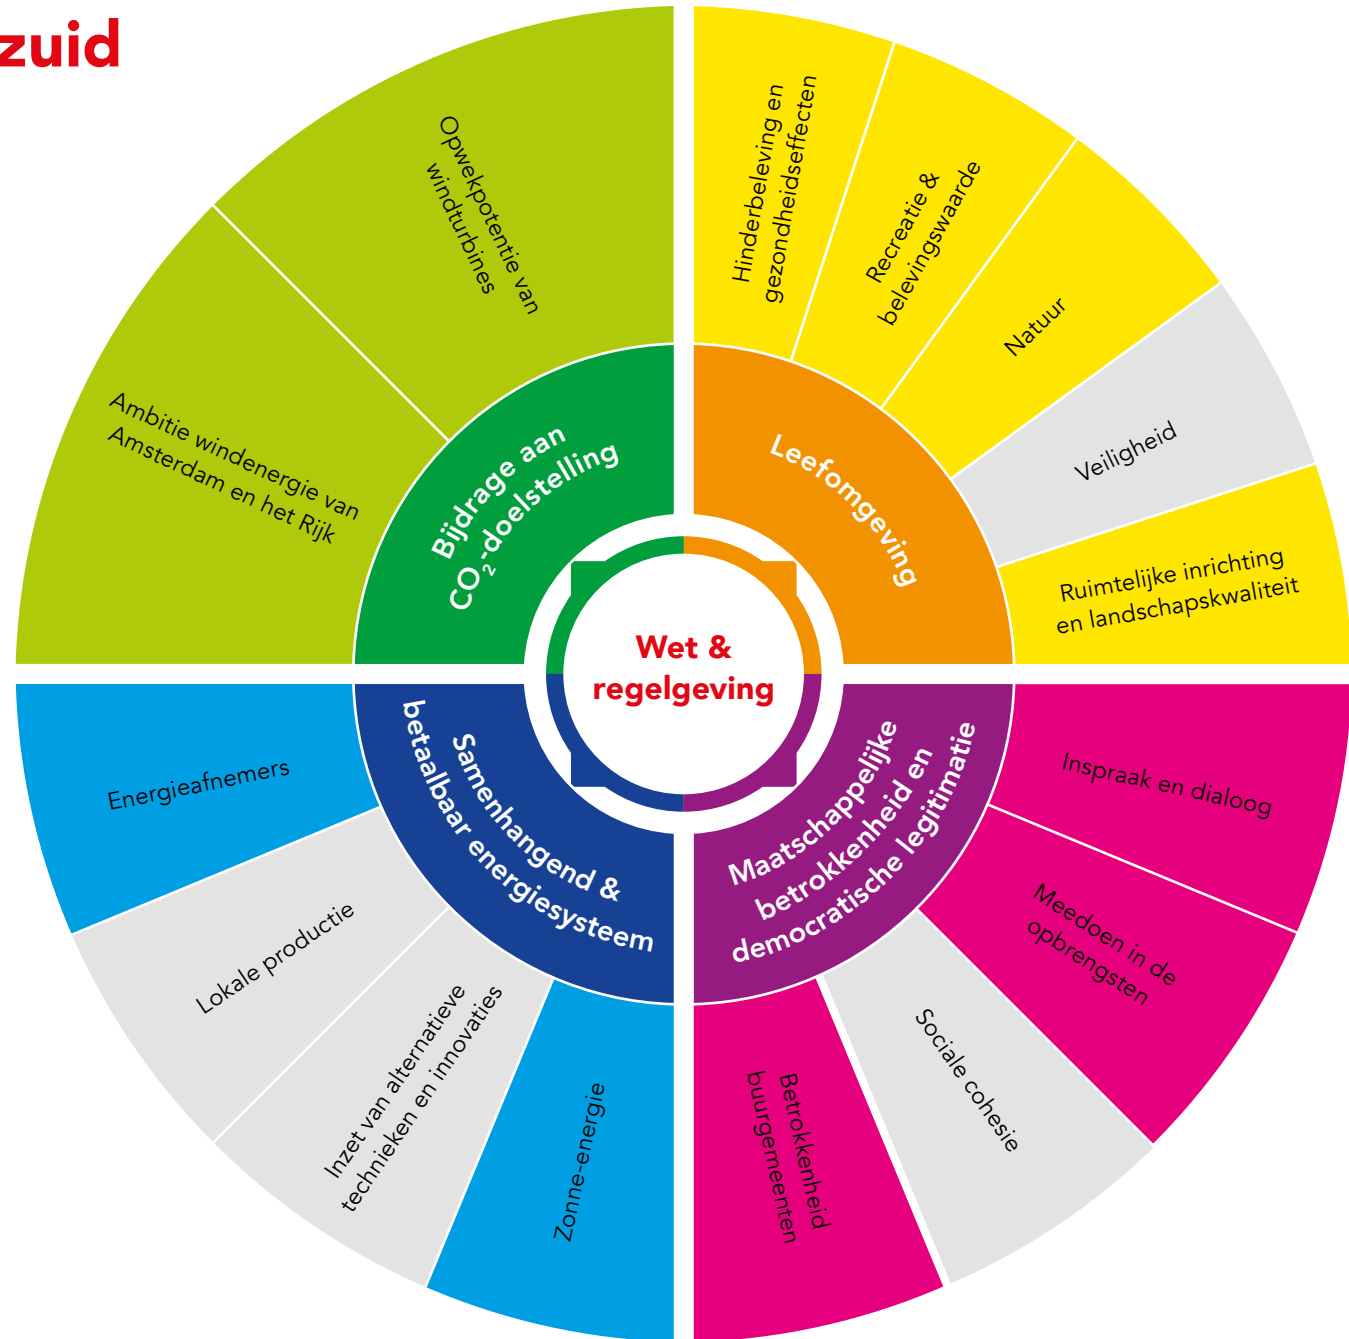 zuid
Opwekpotentie van
windturbines
Ambitie windenergie van
Amsterdam en het Rijk
Bijdrage aan
CO₂-doelstelling
Hinderbeleving en
gezondheidseffecten
Recreatie &
belevingswaarde
Natuur
Veiligheid
Ruimtelijke inrichting
en landschapskwaliteit
Leefomgeving
Wet &
regelgeving
Energieafnemers
Lokale productie
Inzet van alternatieve
technieken en innovaties
Zonne-energie
Samenhangend &
betaalbaar energiesysteem
Maatschappelijke
betrokkenheid en
democratische legitimatie
Inspraak en dialoog
Meedoen in de
opbrengsten
Sociale cohesie
Betrokkenheid
buurgemeenten